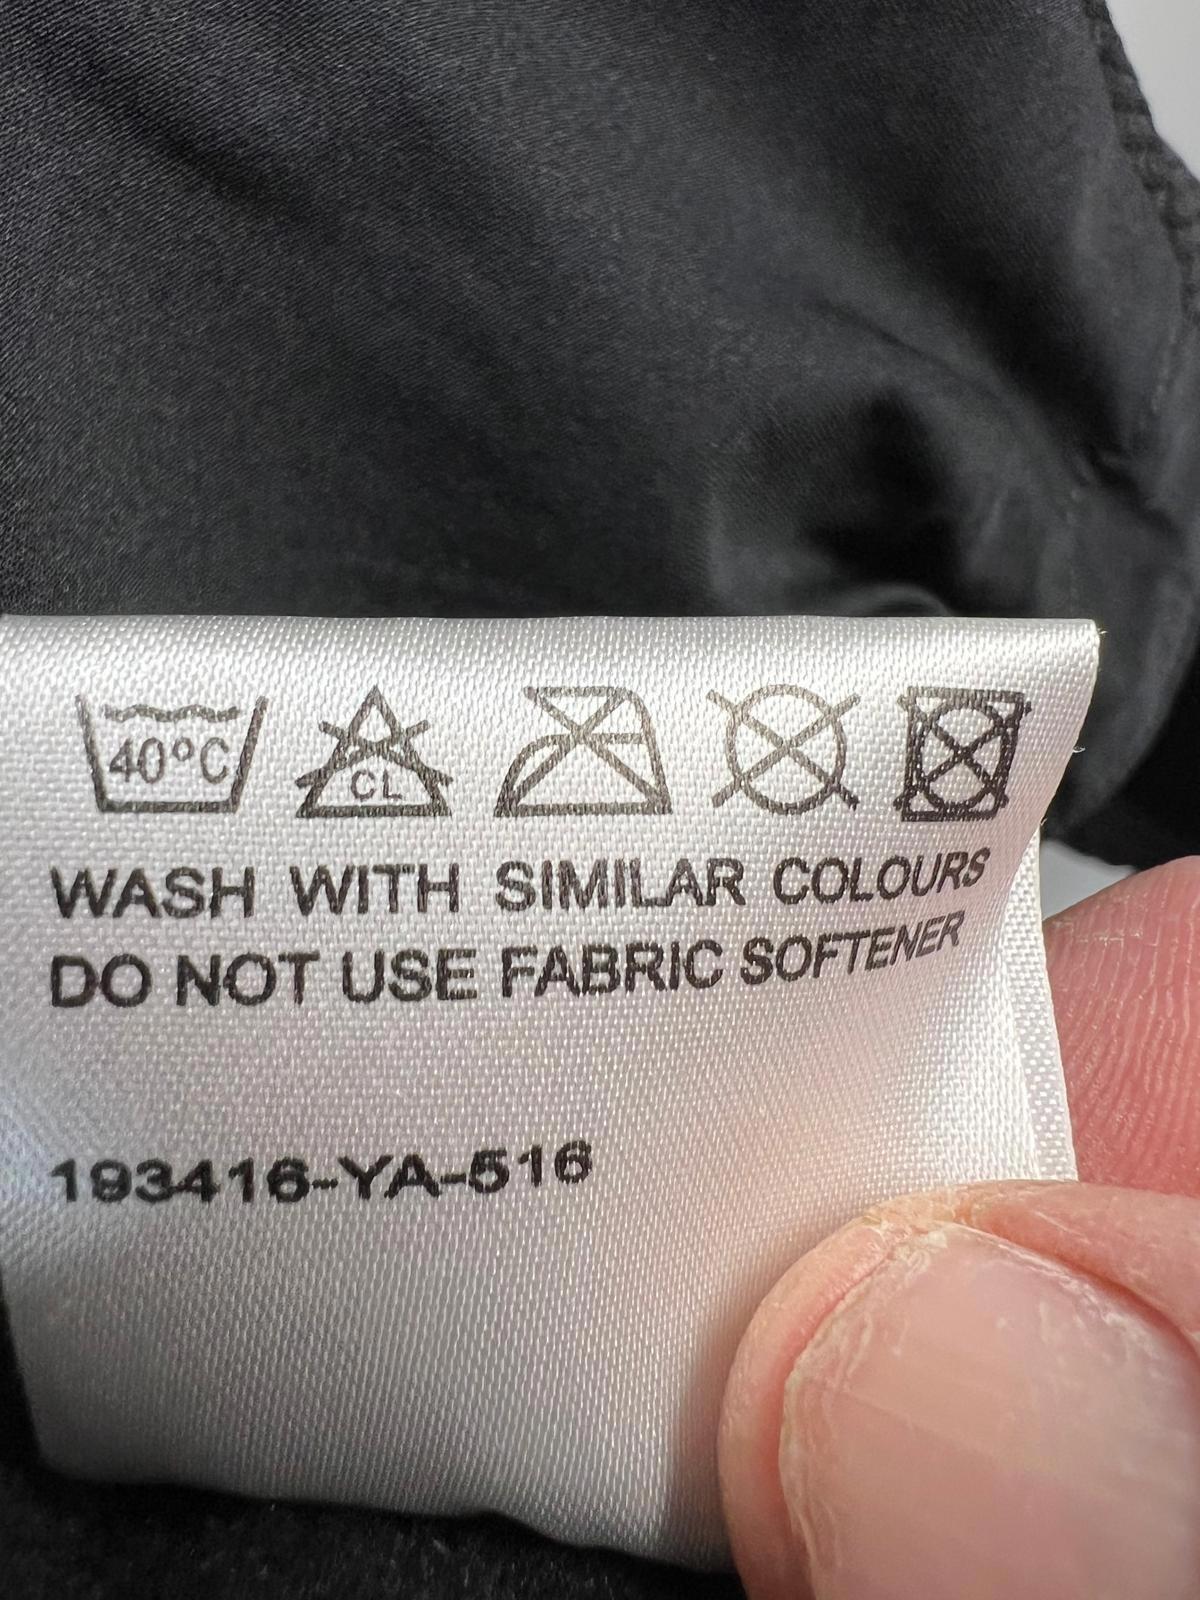 40°C CL
WASH WITH SIMILAR COLOURS
DO NOT USE FABRIC SOFTENER
193416-YA-516